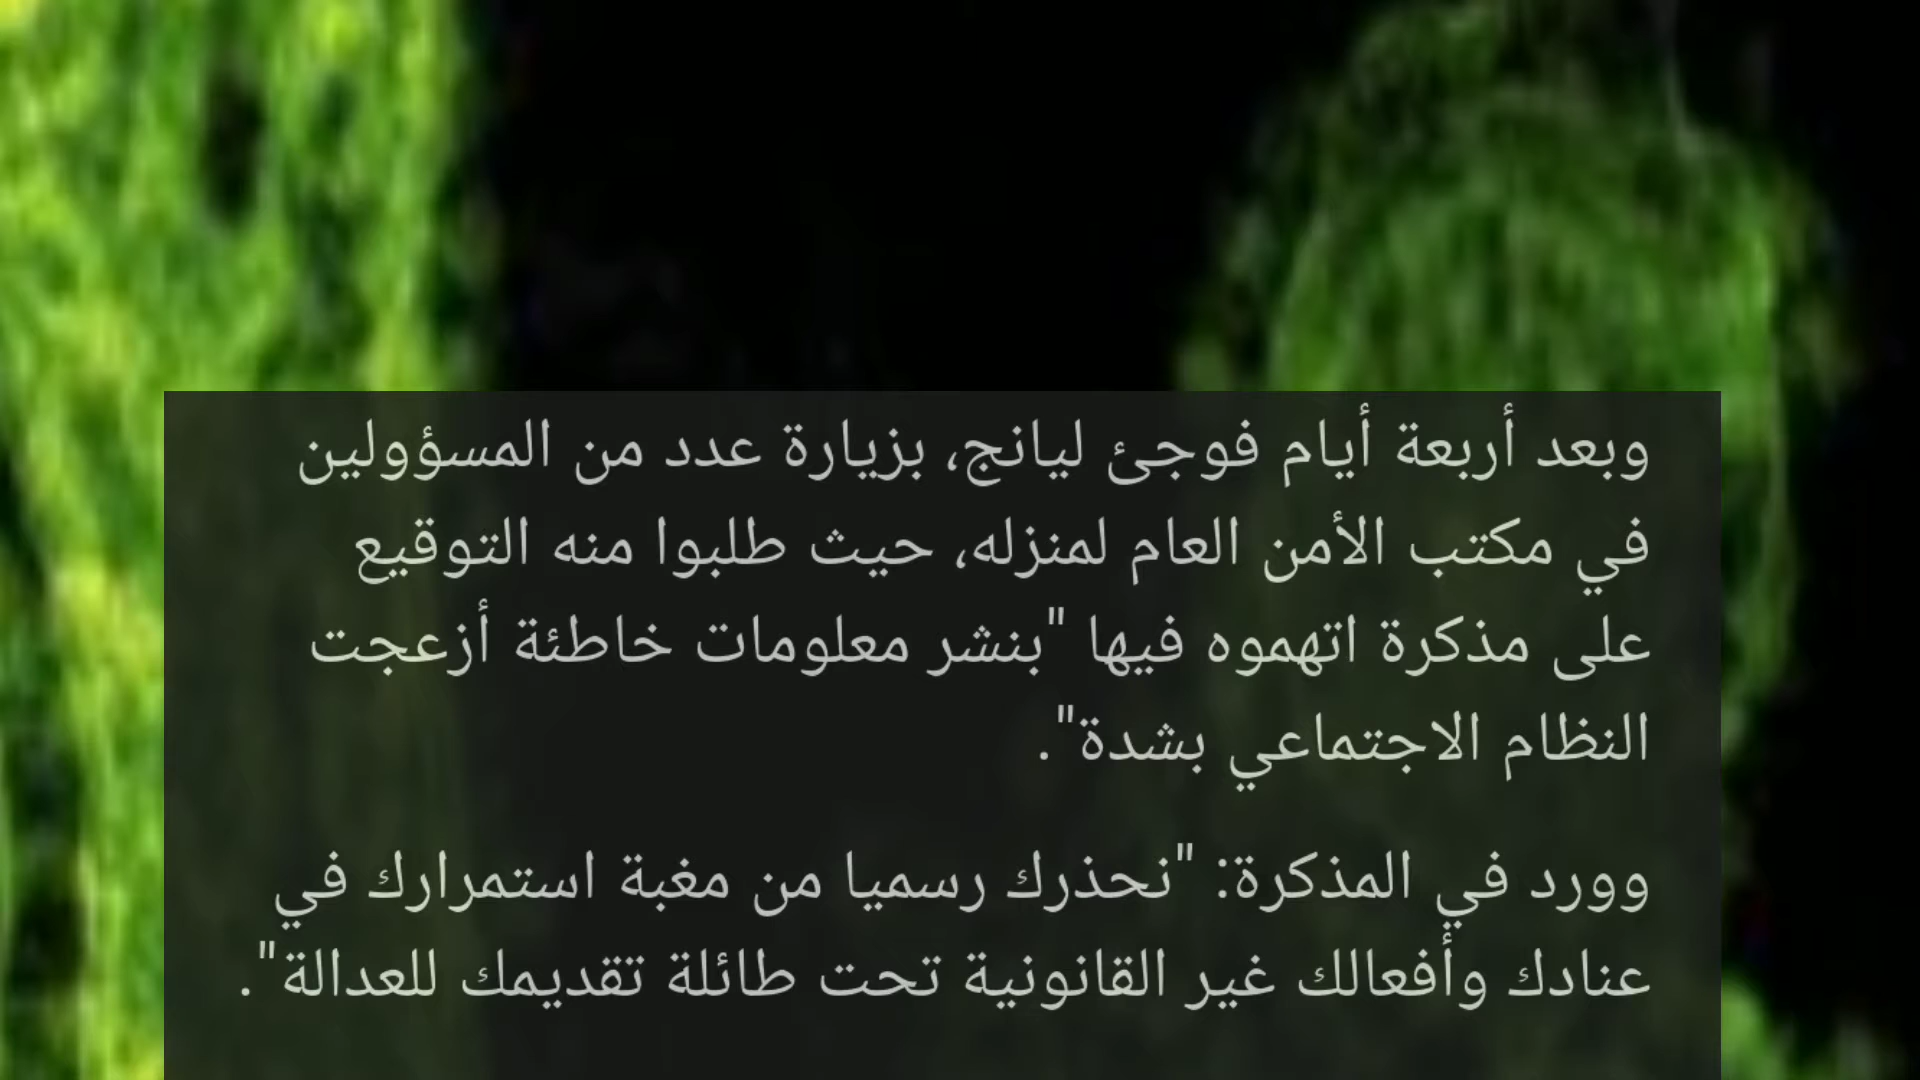 وبعد أربعة أيام فوجئ ليانج، بزيارة عدد من المسؤولين
في مكتب الأمن العام لمنزله، حيث طلبوا منه التوقيع
على مذكرة اتهموه فيها "بنشر معلومات خاطئة أزعجت
النظام الاجتماعي بشدة".
وورد في المذكرة: "نحذرك رسميا من مغبة استمرارك في
عنادك وأفعالك غير القانونية تحت طائلة تقديمك للعدالة".